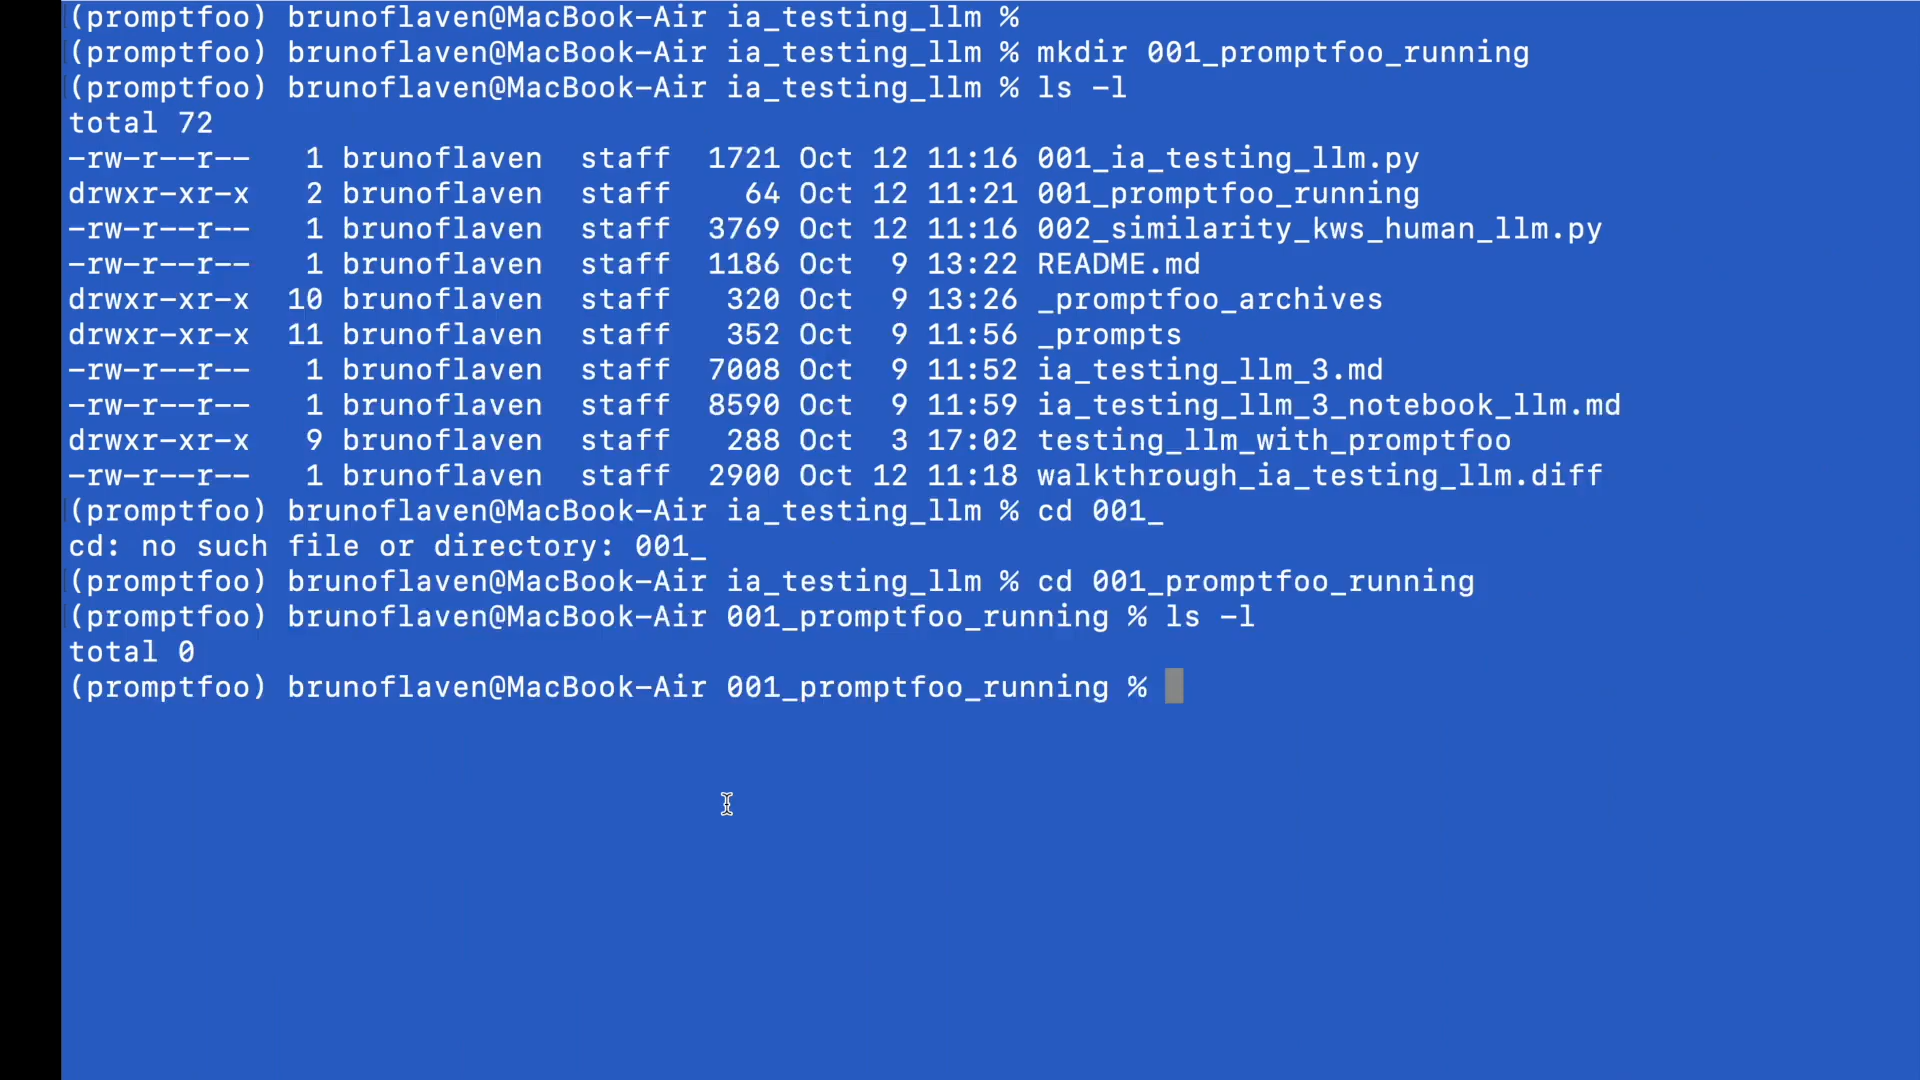 (promptfoo) brunoflaven@MacBook-Air ia_testing_llm %
(promptfoo) brunoflaven@MacBook-Air ia_testing_llm % mkdir 001_promptfoo_running
(promptfoo) brunoflaven@MacBook-Air ia_testing_llm % ls -l
total 72
-rw-r--r--   1 brunoflaven  staff  1721 Oct 12 11:16 001_ia_testing_llm.py
drwxr-xr-x   2 brunoflaven  staff    64 Oct 12 11:21 001_promptfoo_running
-rw-r--r--   1 brunoflaven  staff  3769 Oct 12 11:16 002_similarity_kws_human_llm.py
-rw-r--r--   1 brunoflaven  staff  1186 Oct  9 13:22 README.md
drwxr-xr-x  10 brunoflaven  staff   320 Oct  9 13:26 _promptfoo_archives
drwxr-xr-x  11 brunoflaven  staff   352 Oct  9 11:56 _prompts
-rw-r--r--   1 brunoflaven  staff  7008 Oct  9 11:52 ia_testing_llm_3.md
-rw-r--r--   1 brunoflaven  staff  8590 Oct  9 11:59 ia_testing_llm_3_notebook_llm.md
drwxr-xr-x   9 brunoflaven  staff   288 Oct  3 17:02 testing_llm_with_promptfoo
-rw-r--r--   1 brunoflaven  staff  2900 Oct 12 11:18 walkthrough_ia_testing_llm.diff
(promptfoo) brunoflaven@MacBook-Air ia_testing_llm % cd 001_
cd: no such file or directory: 001_
(promptfoo) brunoflaven@MacBook-Air ia_testing_llm % cd 001_promptfoo_running
(promptfoo) brunoflaven@MacBook-Air 001_promptfoo_running % ls -l
total 0
(promptfoo) brunoflaven@MacBook-Air 001_promptfoo_running %